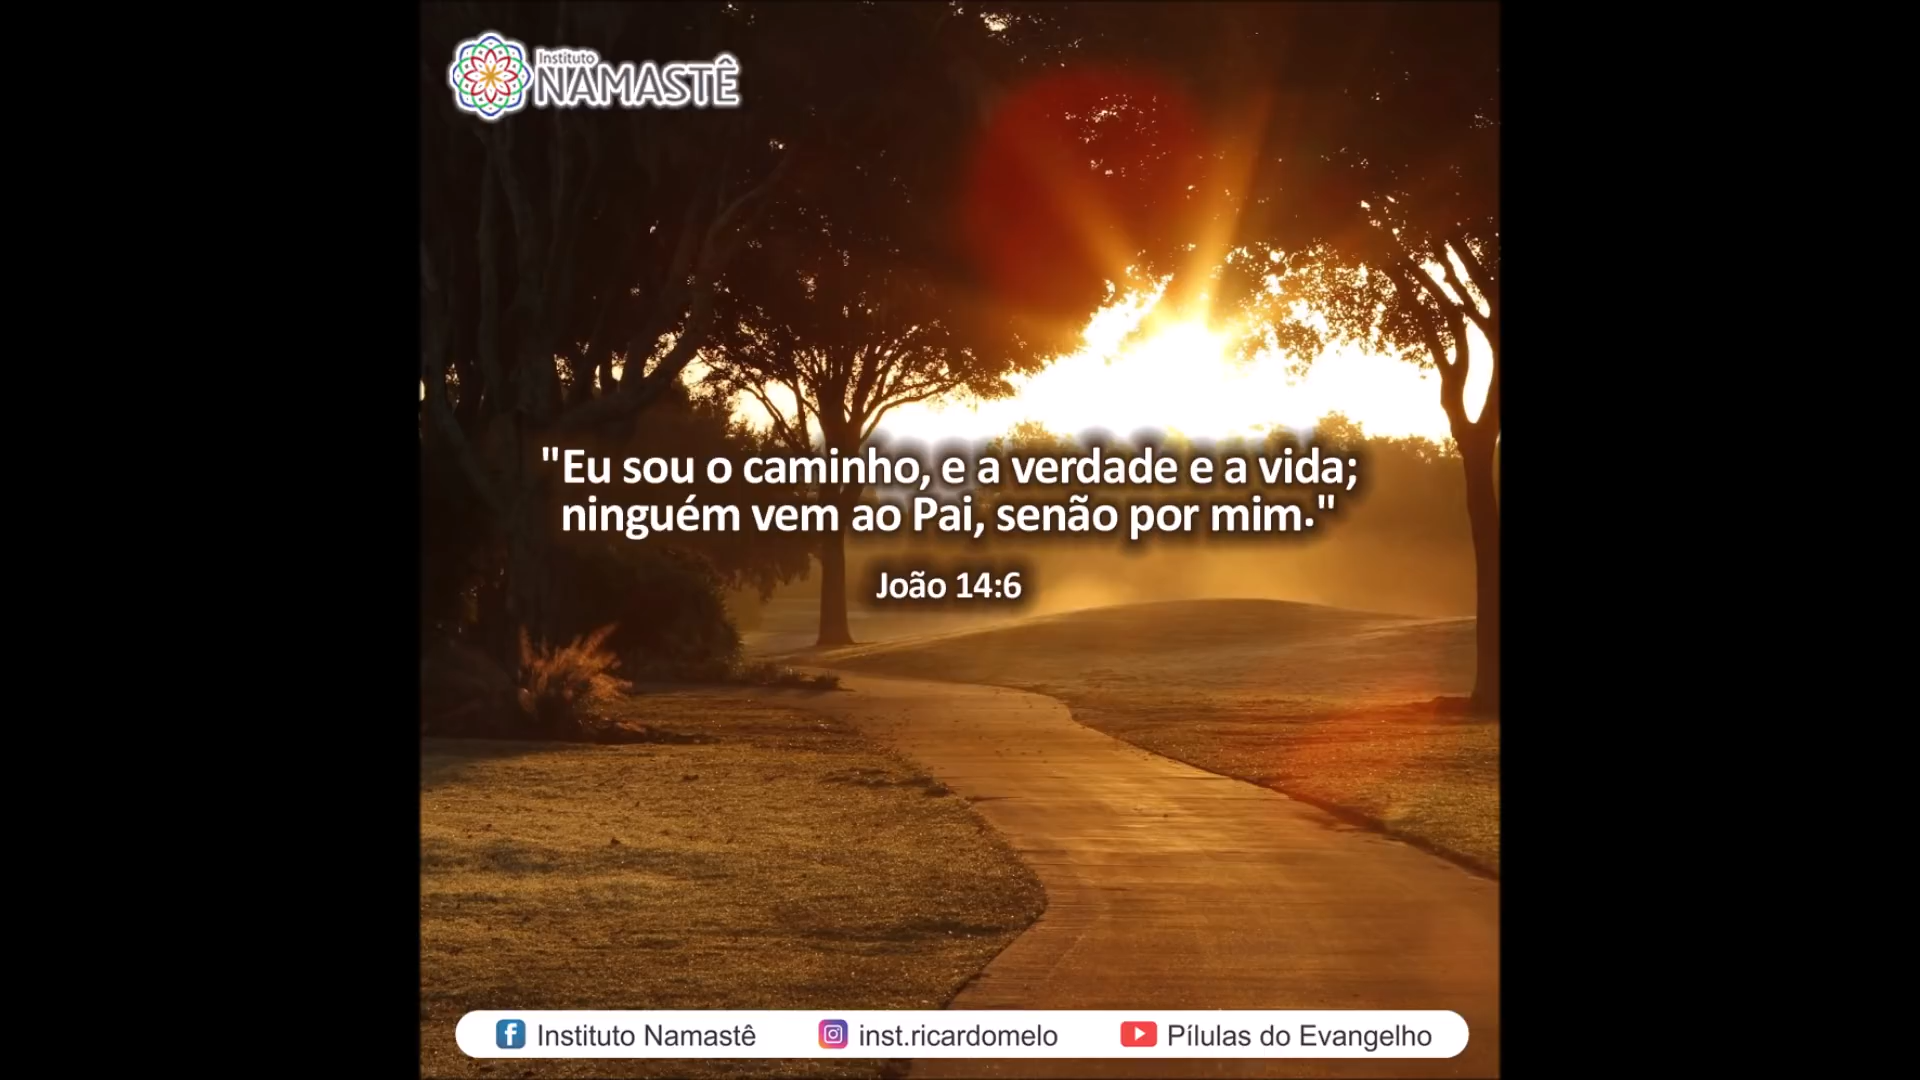 Instituto
NAMASTÊ
"Eu sou o caminho, e a verdade e a vida;
ninguém vem ao Pai, senão por mim."
João 14:6
Instituto Namastê inst.ricardomelo Pílulas do Evangelho